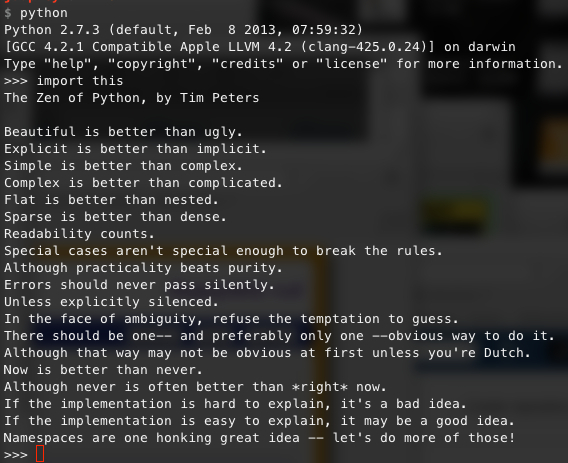 $ python
Python 2.7.3 (default, Feb  8 2013, 07:59:32)
[GCC 4.2.1 Compatible Apple LLVM 4.2 (clang-425.0.24)] on darwin
Type "help", "copyright", "credits" or "license" for more information.
>>> import this
The Zen of Python, by Tim Peters

Beautiful is better than ugly.
Explicit is better than implicit.
Simple is better than complex.
Complex is better than complicated.
Flat is better than nested.
Sparse is better than dense.
Readability counts.
Special cases aren't special enough to break the rules.
Although practicality beats purity.
Errors should never pass silently.
Unless explicitly silenced.
In the face of ambiguity, refuse the temptation to guess.
There should be one-- and preferably only one --obvious way to do it.
Although that way may not be obvious at first unless you're Dutch.
Now is better than never.
Although never is often better than *right* now.
If the implementation is hard to explain, it's a bad idea.
If the implementation is easy to explain, it may be a good idea.
Namespaces are one honking great idea -- let's do more of those!
>>>